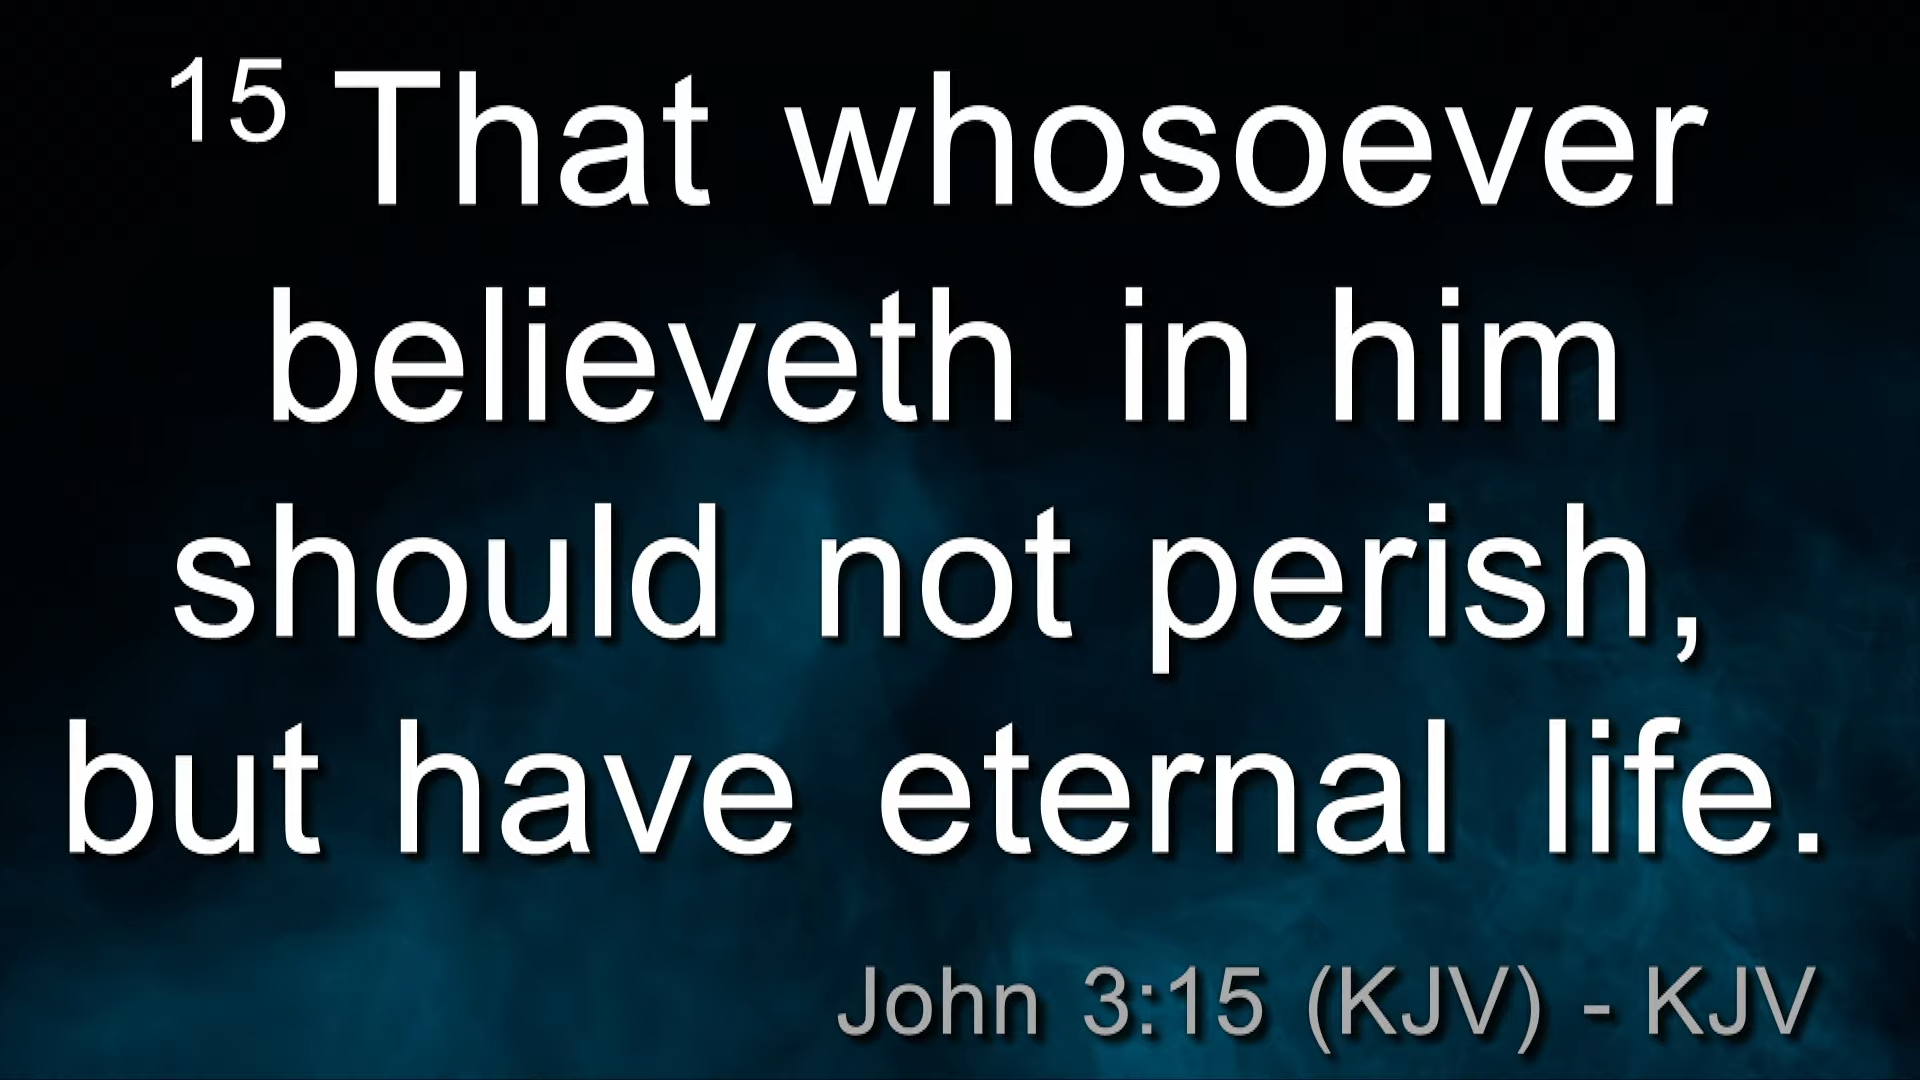 15 That whosoever
believeth in him
should not perish,
but have eternal life.
John 3:15 (KJV) - KJV